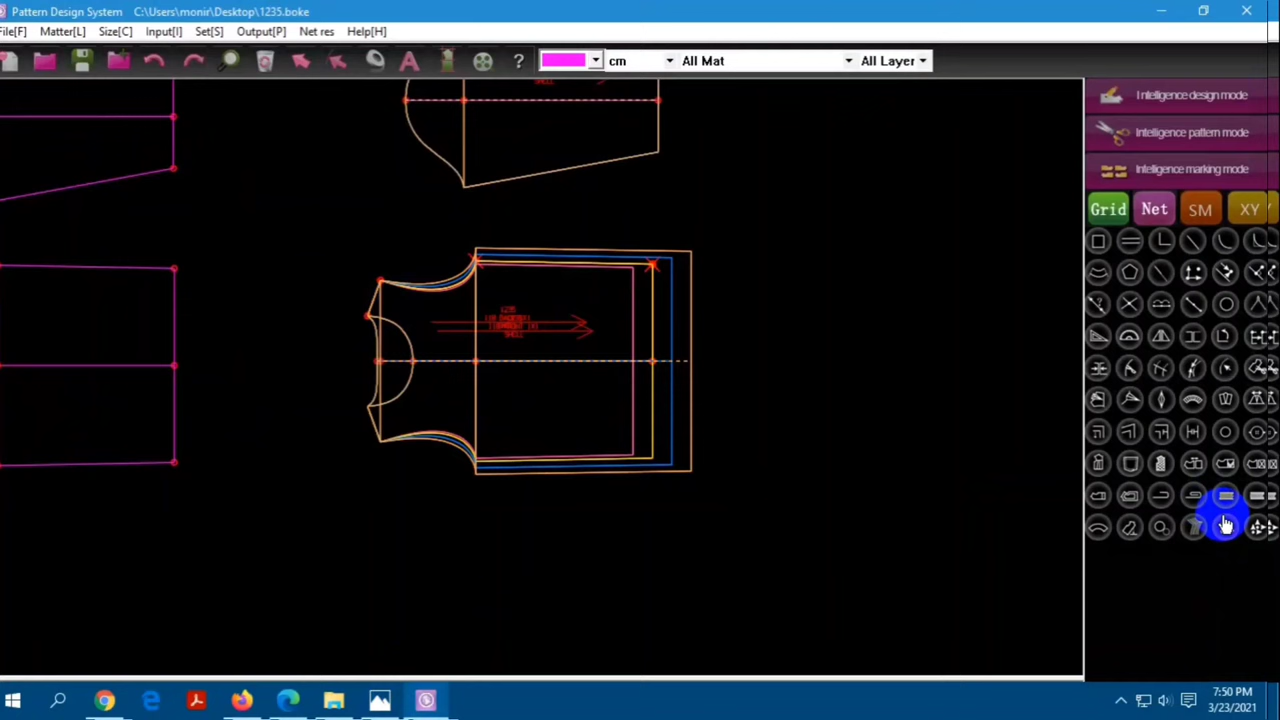 Pattern Design System C:\Users\monir\Desktop\1235.boke
File[F] Matter[L] Size[C] Input[I] Set[S] Output[P] Net res Help[H]
cm All Mat All Layer
Intelligence design mode
Intelligence pattern mode
Intelligence marking mode
Grid Net SM XY
1235
SHELL
7:50 PM
3/23/2021